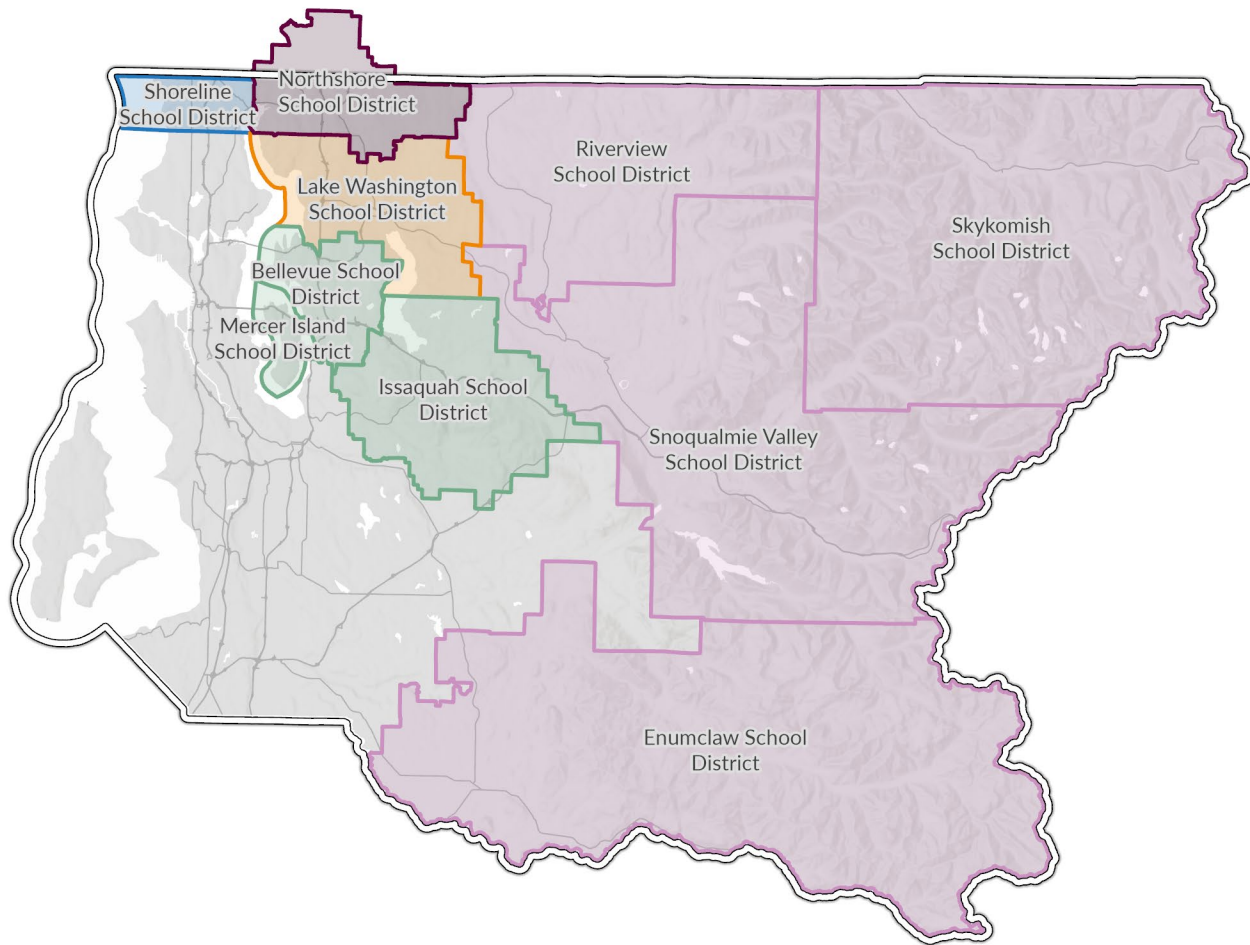 Northshore
School District
Shoreline
School District
Riverview
School District
Lake Washington
School District
Skykomish
School District
Bellevue School
District
Mercer Island
School District
Issaquah School
District
Snoqualmie Valley
School District
Enumclaw School
District